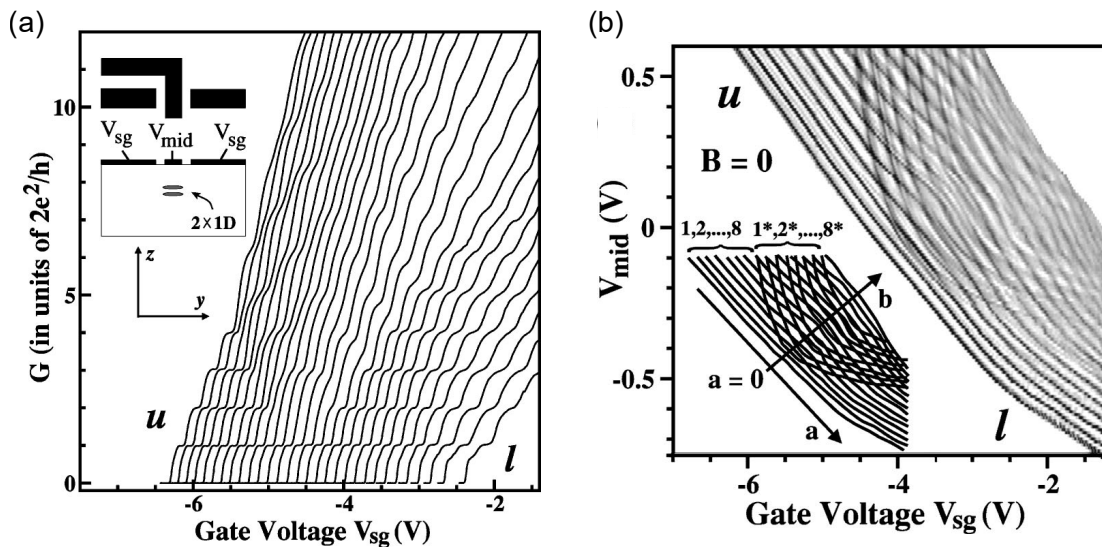 (a)
10
5
0
G (in units of 2e²/h)
V_sg V_mid V_sg
2×1D
z
y
u
l
-6 -4 -2
Gate Voltage V_sg (V)
(b)
0.5
0
-0.5
V_mid (V)
u
B = 0
1,2,...,8 1*,2*,...,8*
b
a = 0
a
l
-6 -4 -2
Gate Voltage V_sg (V)